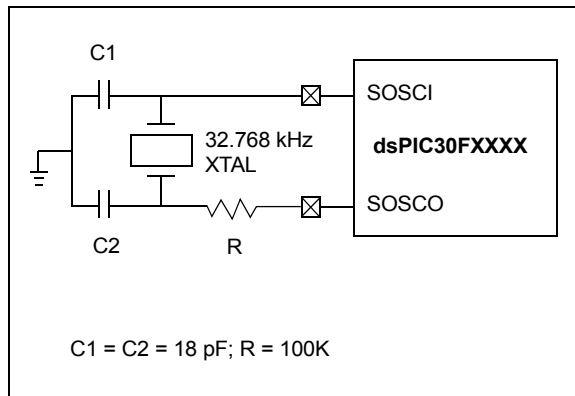 C1
SOSCI
32.768 kHz
XTAL
dsPIC30FXXXX
SOSCO
C2
R
C1 = C2 = 18 pF; R = 100K